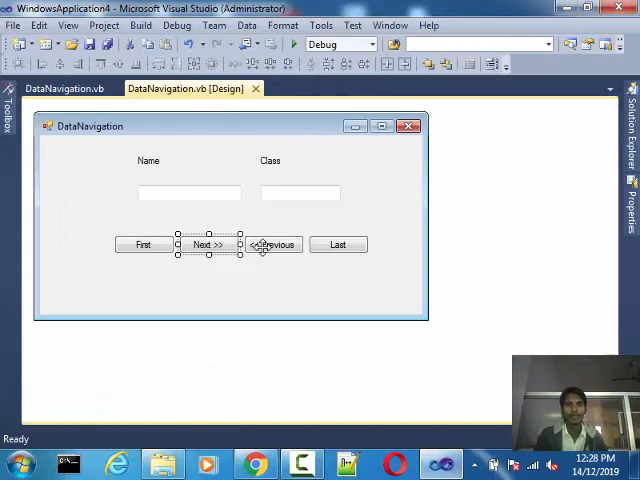 WindowsApplication4 - Microsoft Visual Studio (Administrator)
File Edit View Project Build Debug Team Data Format Tools Test Window Help
Debug
DataNavigation.vb DataNavigation.vb [Design]
Toolbox
Solution Explorer
Properties
DataNavigation
Name Class
First Next >> << Previous Last
Ready
12:28 PM
14/12/2019